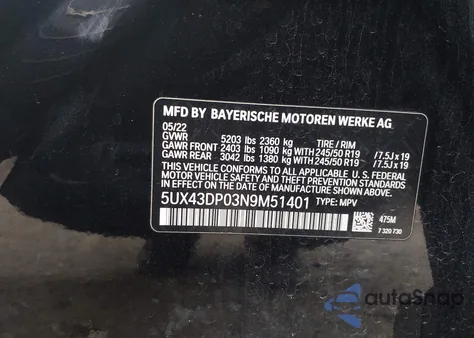 MFD BY BAYERISCHE MOTOREN WERKE AG
05/22
GVWR 5203 lbs 2360 kg TIRE / RIM
GAWR FRONT 2403 lbs 1090 kg WITH 245/50 R19 /7.5J x 19
GAWR REAR 3042 lbs 1380 kg WITH 245/50 R19 /7.5J x 19
THIS VEHICLE CONFORMS TO ALL APPLICABLE U.S. FEDERAL
MOTOR VEHICLE SAFETY STANDARDS IN EFFECT ON THE
DATE OF MANUFACTURE SHOWN ABOVE.
5UX43DP03N9M51401 TYPE: MPV
475M
7 320 730
autoSnap